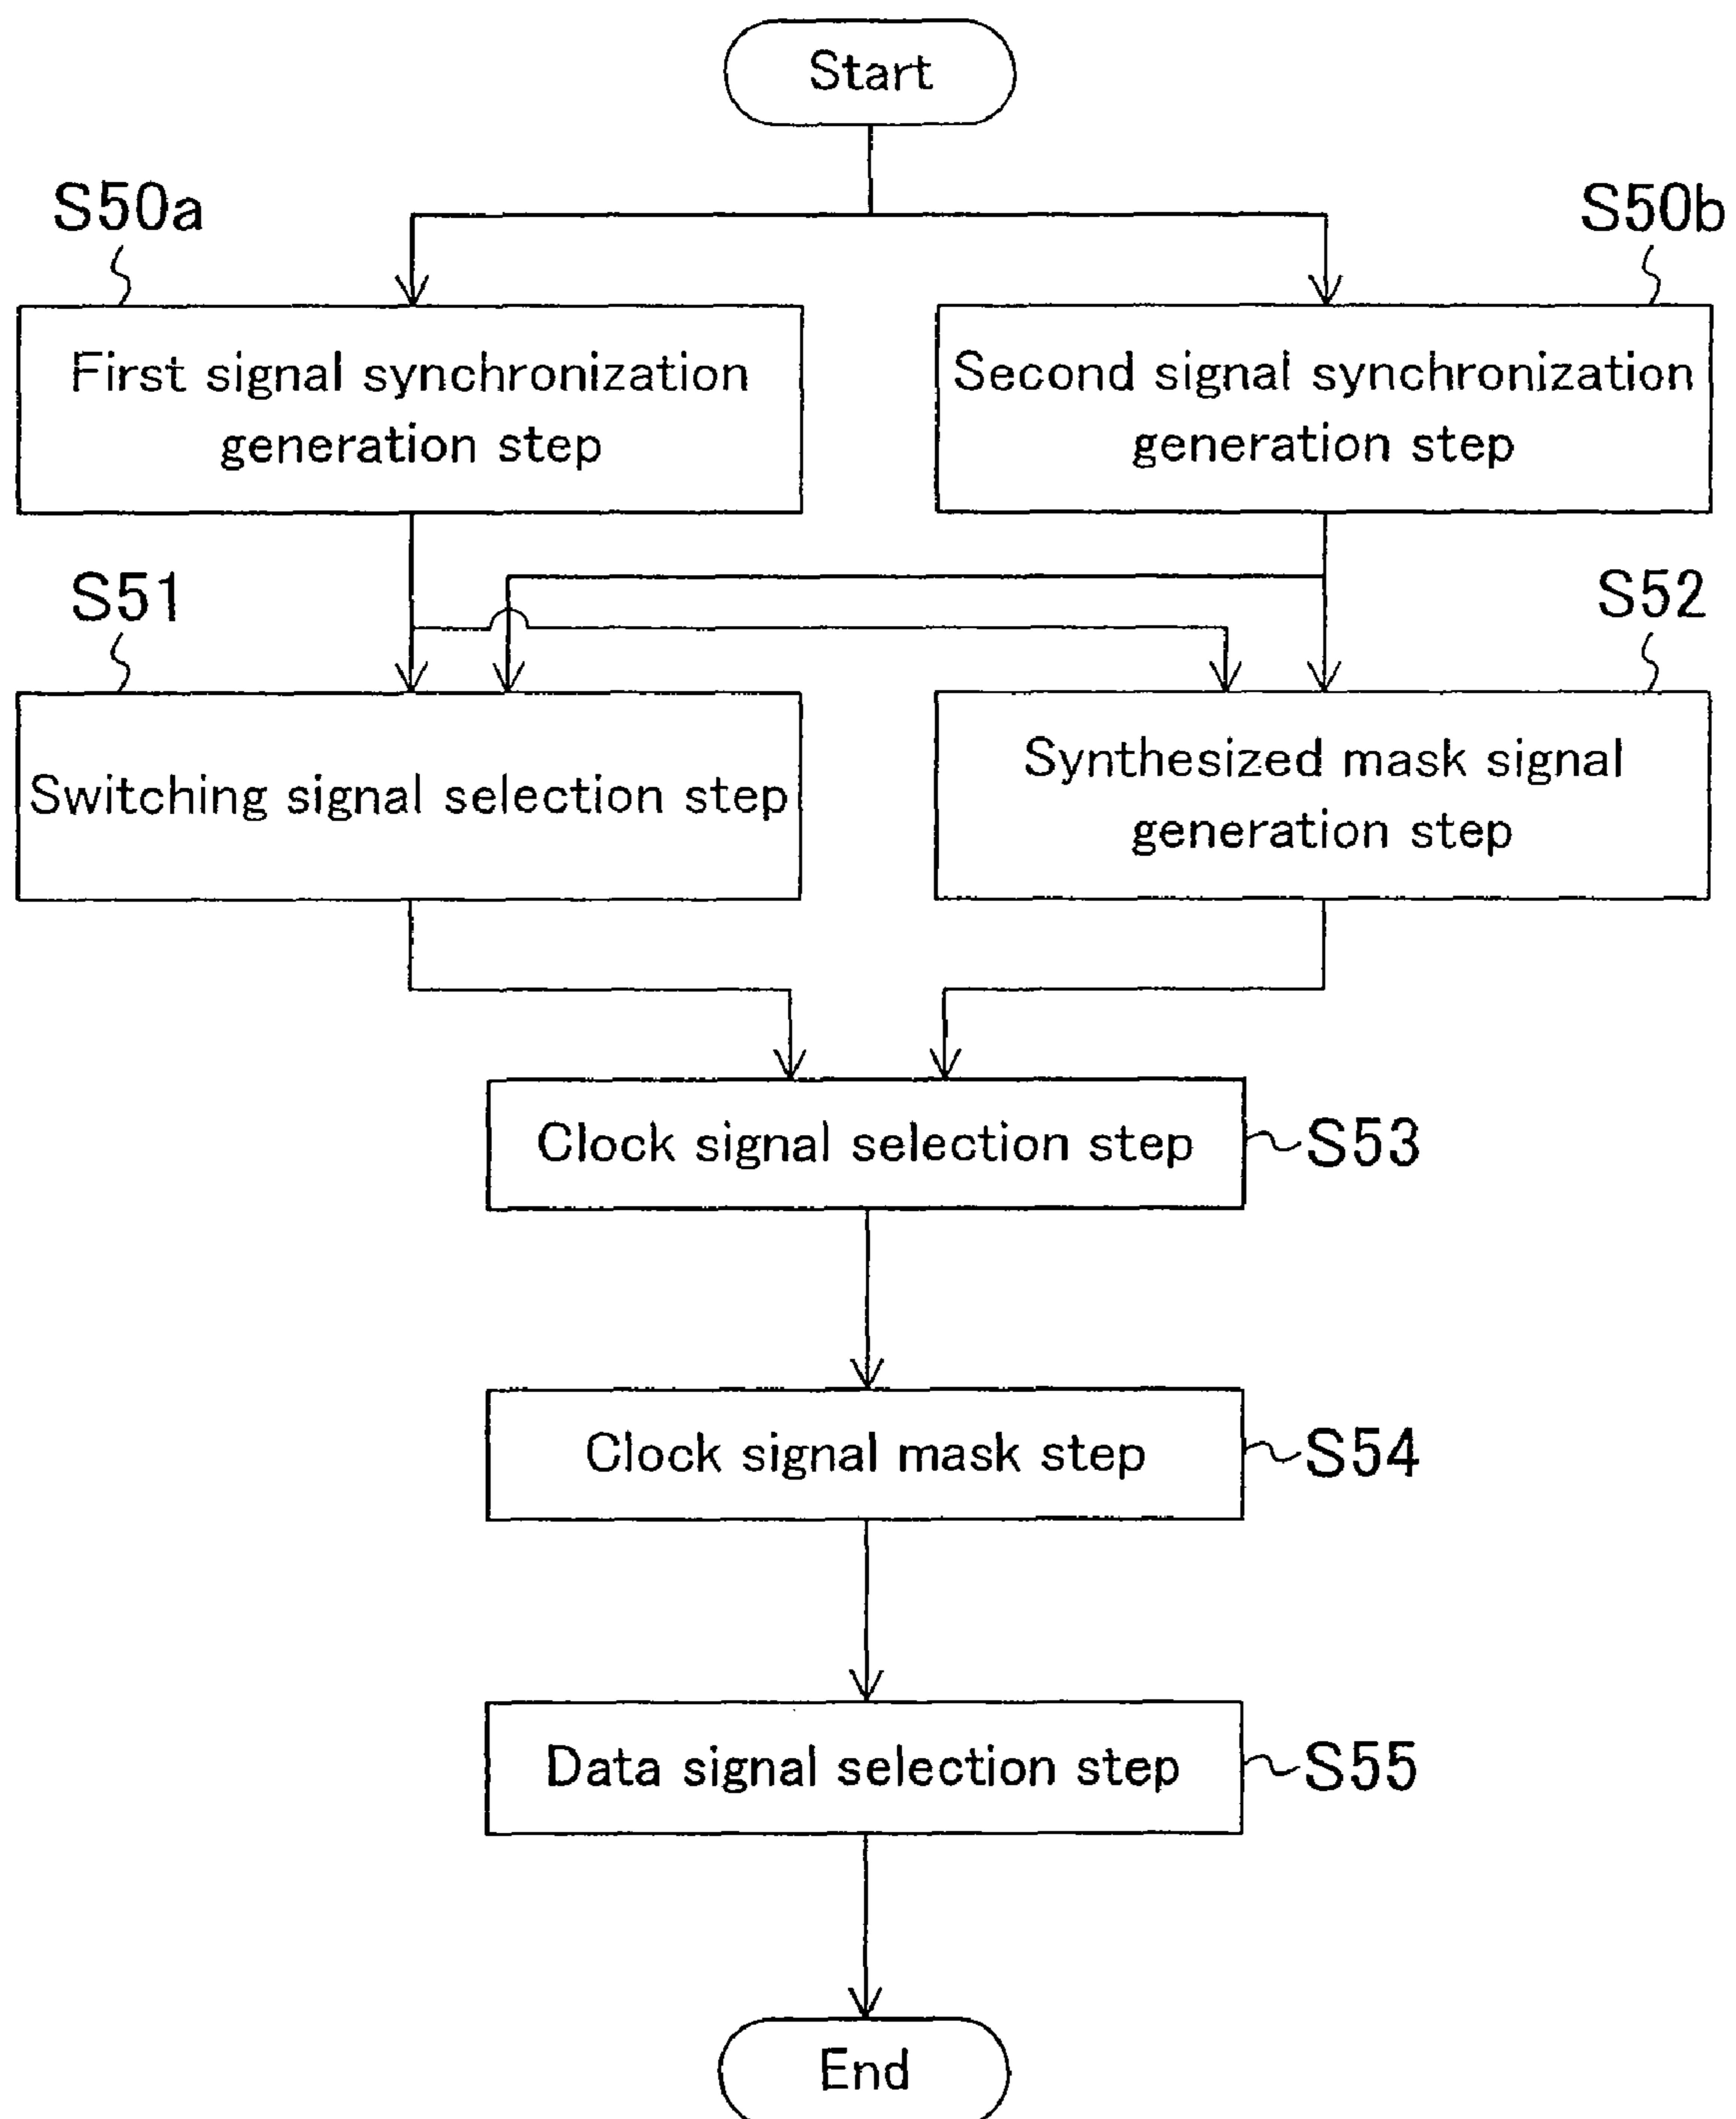 Start
S50a
S50b
First signal synchronization
generation step
Second signal synchronization
generation step
S51
S52
Switching signal selection step
Synthesized mask signal
generation step
Clock signal selection step
S53
Clock signal mask step
S54
Data signal selection step
S55
End